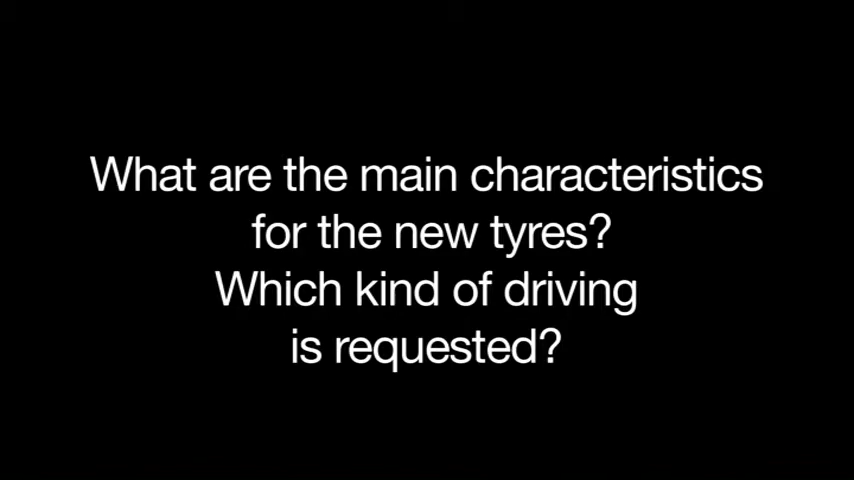 What are the main characteristics
for the new tyres?
Which kind of driving
is requested?